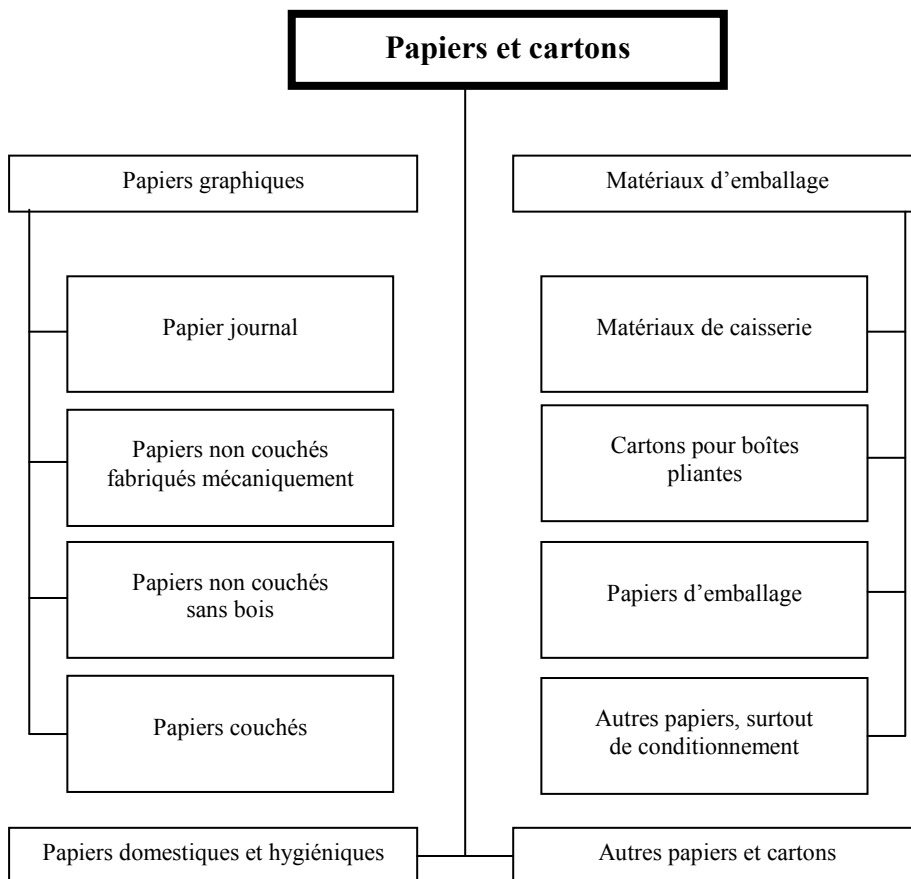 Papiers et cartons
Papiers graphiques
Papier journal
Papiers non couchés
fabriqués mécaniquement
Papiers non couchés
sans bois
Papiers couchés
Matériaux d’emballage
Matériaux de caisserie
Cartons pour boîtes
pliantes
Papiers d’emballage
Autres papiers, surtout
de conditionnement
Papiers domestiques et hygiéniques
Autres papiers et cartons